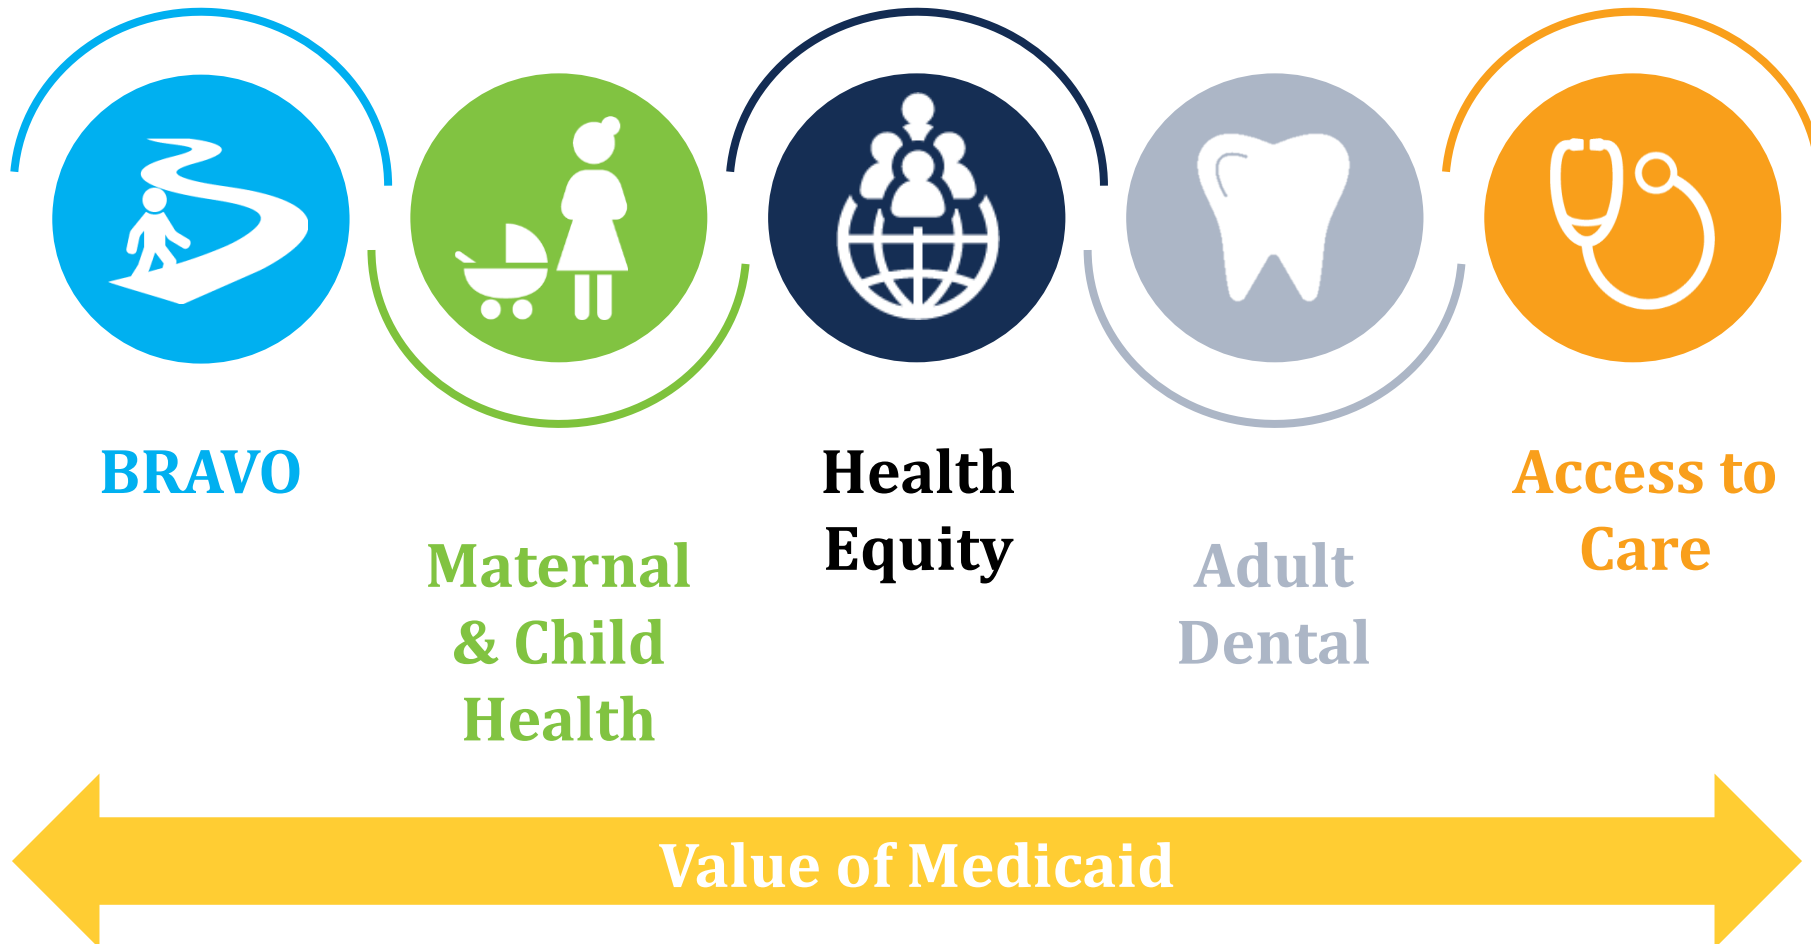 BRAVO
Maternal
& Child
Health
Health
Equity
Adult
Dental
Access to
Care
Value of Medicaid